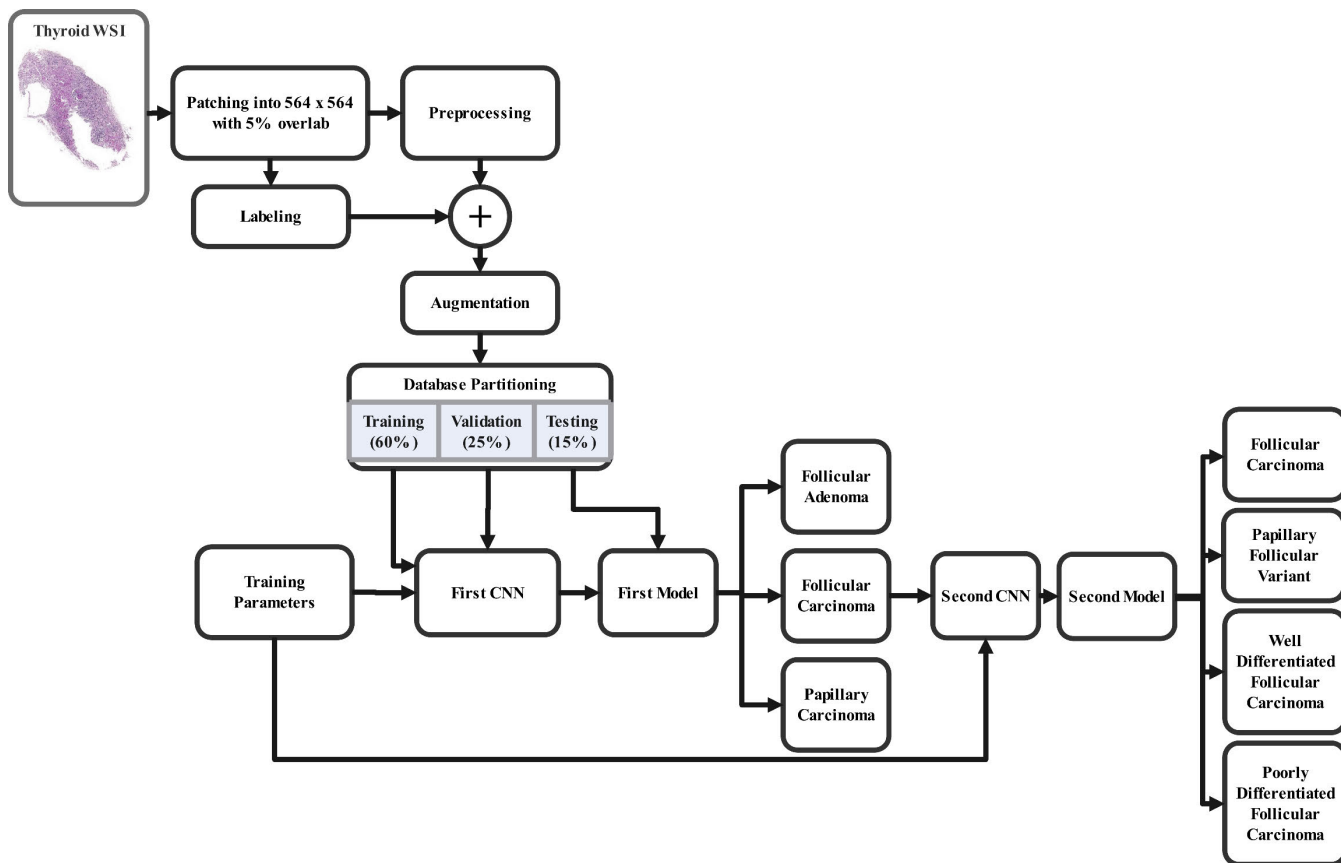 Thyroid WSI
Patching into 564 x 564
with 5% overlab
Preprocessing
Labeling
+
Augmentation
Database Partitioning
Training
(60%)
Validation
(25%)
Testing
(15%)
Training
Parameters
First CNN
First Model
Follicular
Adenoma
Follicular
Carcinoma
Papillary
Carcinoma
Second CNN
Second Model
Follicular
Carcinoma
Papillary
Follicular
Variant
Well
Differentiated
Follicular
Carcinoma
Poorly
Differentiated
Follicular
Carcinoma